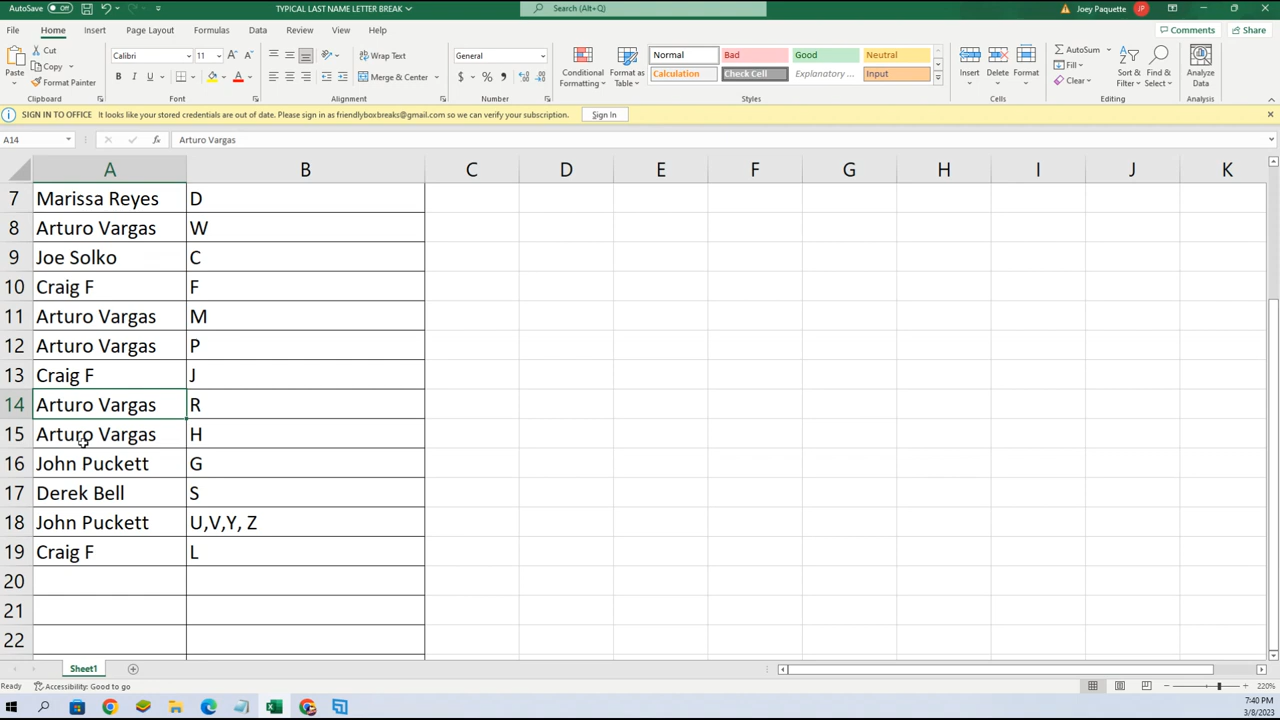 AutoSave Off TYPICAL LAST NAME LETTER BREAK Search (Alt+Q) Joey Paquette JP
File Home Insert Page Layout Formulas Data Review View Help Comments Share
Paste Cut Copy Format Painter Clipboard
Calibri 11 A A B I U A Font
Wrap Text Merge & Center Alignment
General $ % , Number
Conditional Formatting Format as Table
Normal Bad Good Neutral
Calculation Check Cell Explanatory ... Input
Styles
Insert Delete Format Cells
AutoSum Fill Clear Sort & Filter Find & Select Editing
Analyze Data Analysis
SIGN IN TO OFFICE It looks like your stored credentials are out of date. Please sign in as friendlyboxbreaks@gmail.com so we can verify your subscription. Sign In
A14 fx Arturo Vargas
A B C D E F G H I J K
7 Marissa Reyes D
8 Arturo Vargas W
9 Joe Solko C
10 Craig F F
11 Arturo Vargas M
12 Arturo Vargas P
13 Craig F J
14 Arturo Vargas R
15 Arturo Vargas H
16 John Puckett G
17 Derek Bell S
18 John Puckett U,V,Y, Z
19 Craig F L
20
21
22
Sheet1
Ready Accessibility: Good to go 220%
7:40 PM
3/8/2023